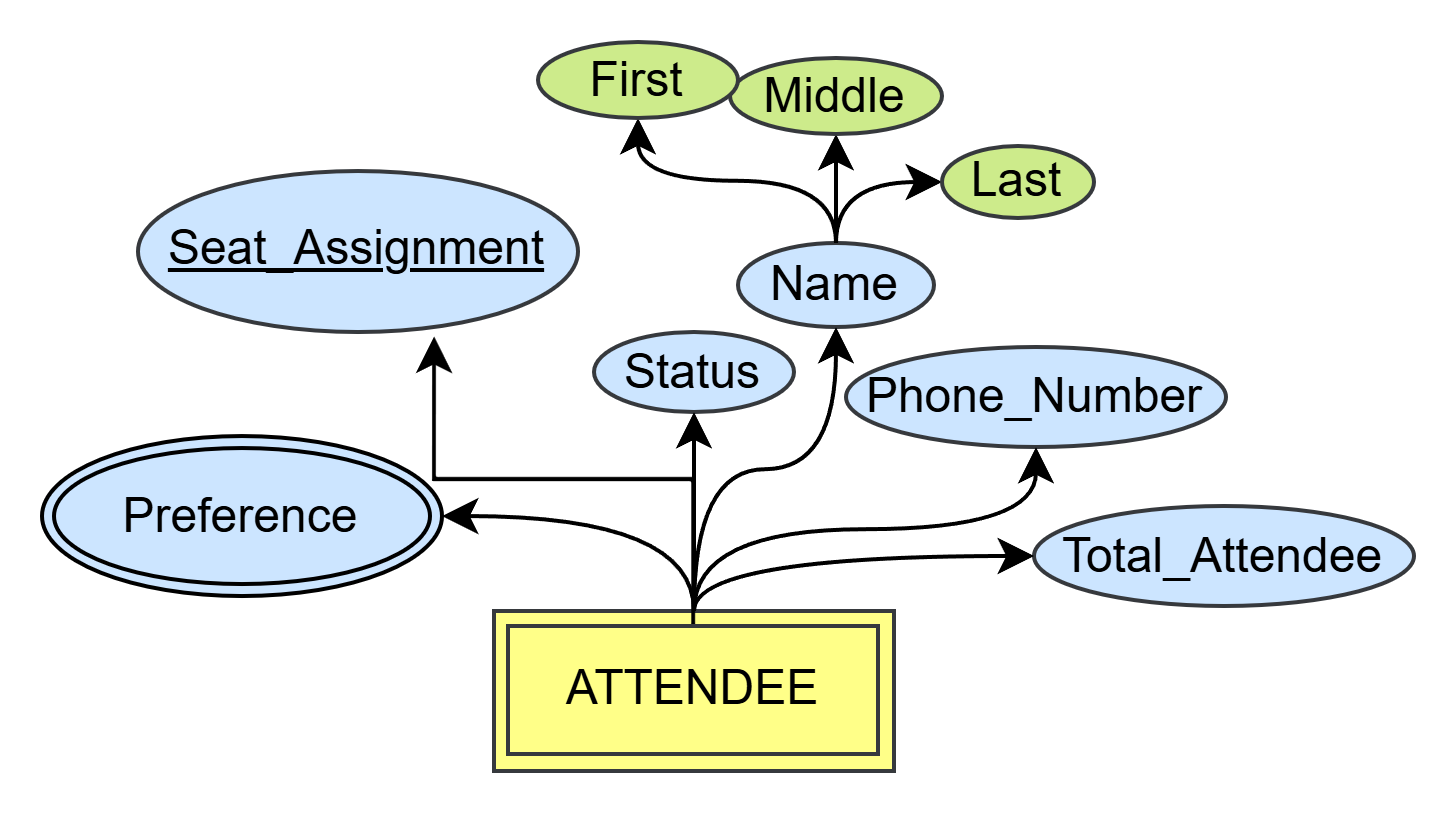 First
Middle
Last
Seat_Assignment
Name
Status
Phone_Number
Preference
Total_Attendee
ATTENDEE